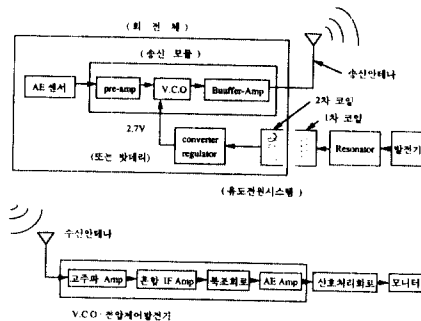 ( 회 전 체 )
(송신 모듈)
AE 센서
pre-amp
V.C.O
Buuffer-Amp
송신안테나
2.7V
(또는 밧데리)
converter
regulator
2차 코일
1차 코일
Resonator
발전기
(유도전원시스템)
수신안테나
고주파 Amp
혼합 IF Amp
복조회로
AE Amp
신호처리회로
모니터
V.C.O : 전압제어발전기